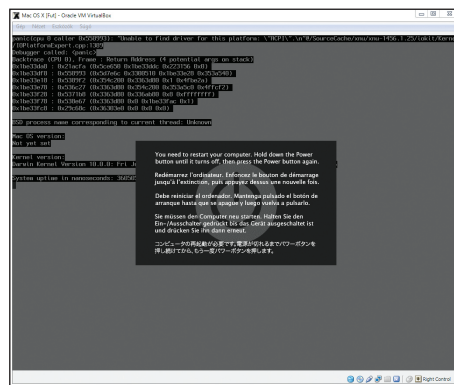 Mac OS X [Fut] - Oracle VM VirtualBox
Gép Nézet Eszközök Súgó
panic(cpu 0 caller 0x55b993): "Unable to find driver for this platform: \"ACPI\".\n"@/SourceCache/xnu/xnu-1456.1.25/iokit/Kerne
/IOPlatformExport.cpp:1389
Debugger called: <panic>
Backtrace (CPU 0), Frame : Return Address (4 potential args on stack)
BSD process name corresponding to current thread: Unknown
Mac OS version:
Not yet set
Kernel version:
Darwin Kernel Version 10.0.0: Fri J
System uptime in nanoseconds:
You need to restart your computer. Hold down the Power
button until it turns off, then press the Power button again.
Redémarrez l'ordinateur. Enfoncez le bouton de démarrage
jusqu'à l'extinction, puis appuyez dessus une nouvelle fois.
Debe reiniciar el ordenador. Mantenga pulsado el botón de
arranque hasta que se apague y luego vuelva a pulsarlo.
Sie müssen den Computer neu starten. Halten Sie den
Ein-/Ausschalter gedrückt bis das Gerät ausgeschaltet ist
und drücken Sie ihn dann erneut.
コンピュータの再起動が必要です。電源が切れるまでパワーボタンを
押し続けてから、もう一度パワーボタンを押します。
Right Control